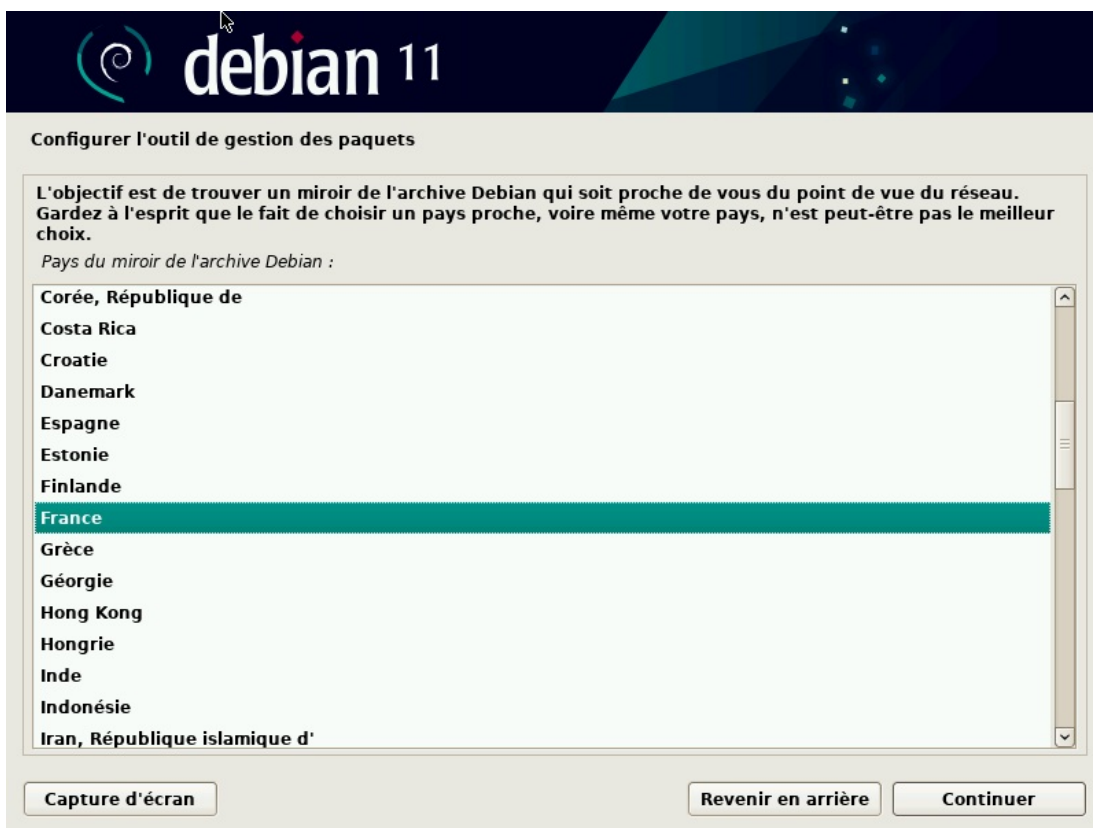 debian 11
Configurer l'outil de gestion des paquets
L'objectif est de trouver un miroir de l'archive Debian qui soit proche de vous du point de vue du réseau.
Gardez à l'esprit que le fait de choisir un pays proche, voire même votre pays, n'est peut-être pas le meilleur
choix.
Pays du miroir de l'archive Debian :
Corée, République de
Costa Rica
Croatie
Danemark
Espagne
Estonie
Finlande
France
Grèce
Géorgie
Hong Kong
Hongrie
Inde
Indonésie
Iran, République islamique d'
Capture d'écran
Revenir en arrière
Continuer